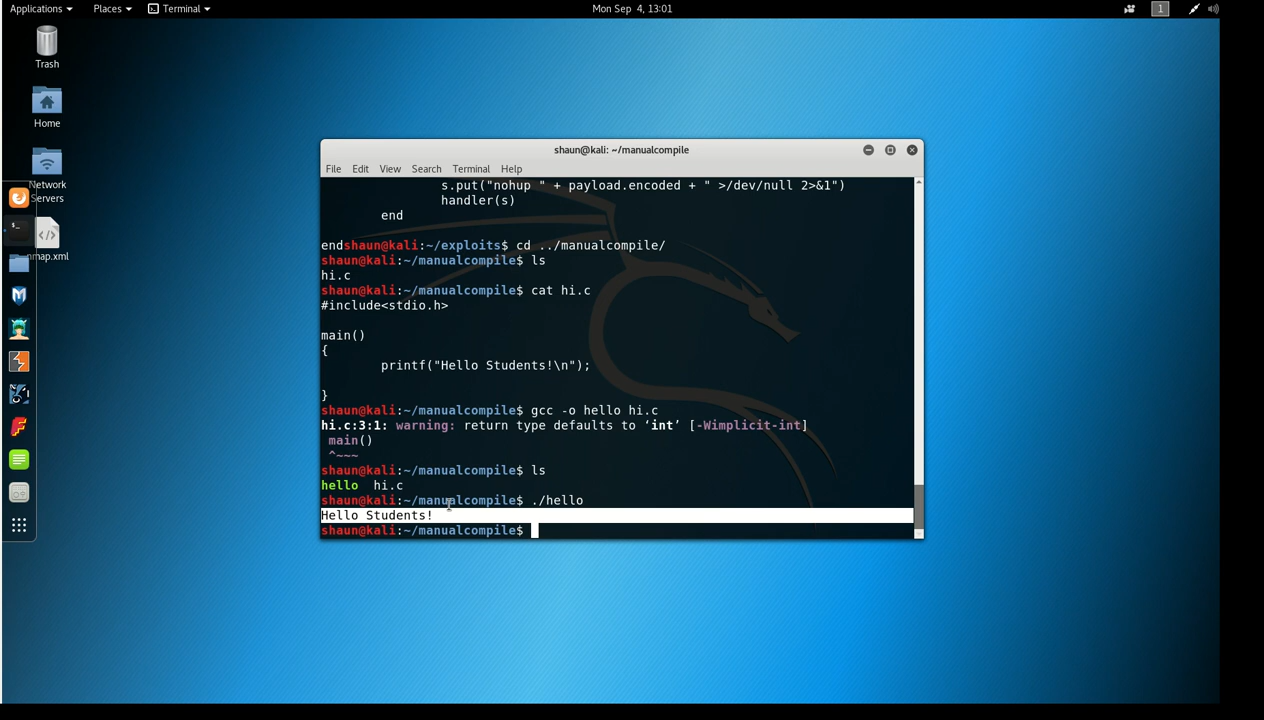 Applications Places Terminal Mon Sep 4, 13:01 1
Trash
Home
Network
Servers
nmap.xml
shaun@kali: ~/manualcompile
File Edit View Search Terminal Help
s.put("nohup " + payload.encoded + " >/dev/null 2>&1")
handler(s)
end
endshaun@kali:~/exploits$ cd ../manualcompile/
shaun@kali:~/manualcompile$ ls
hi.c
shaun@kali:~/manualcompile$ cat hi.c
#include<stdio.h>
main()
{
printf("Hello Students!\n");
}
shaun@kali:~/manualcompile$ gcc -o hello hi.c
hi.c:3:1: warning: return type defaults to ‘int’ [-Wimplicit-int]
main()
^~~~
shaun@kali:~/manualcompile$ ls
hello hi.c
shaun@kali:~/manualcompile$ ./hello
Hello Students!
shaun@kali:~/manualcompile$